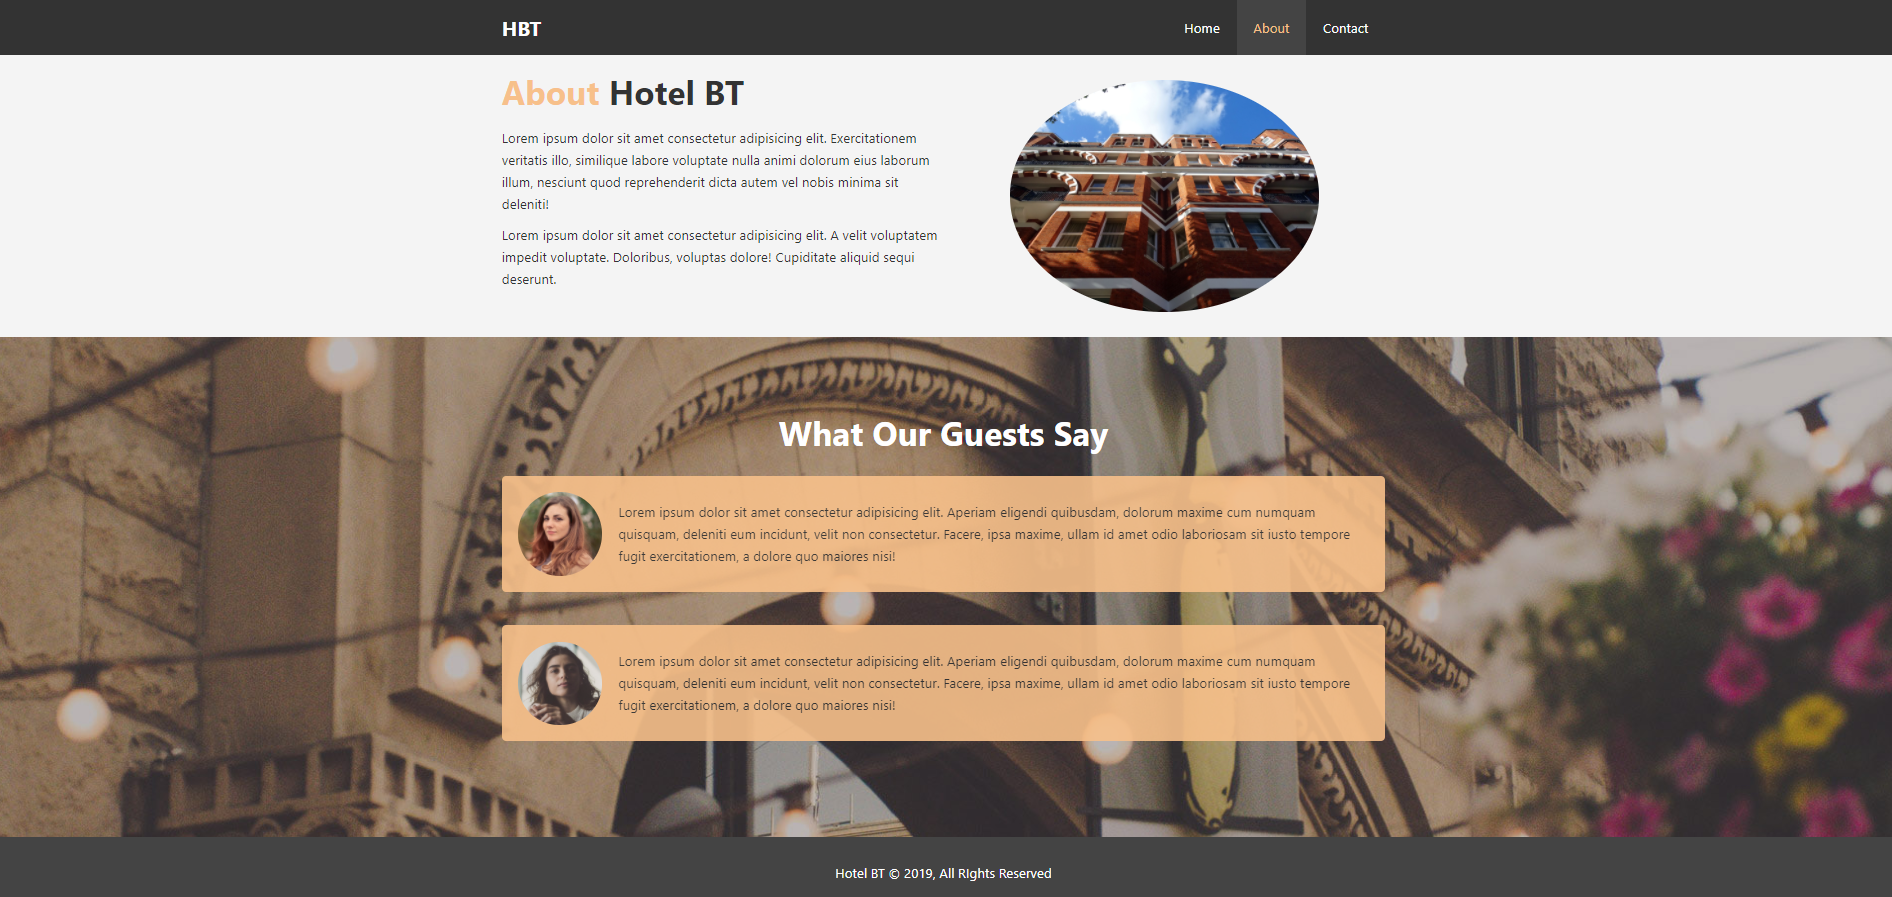 HBT
Home
About
Contact
About Hotel BT
Lorem ipsum dolor sit amet consectetur adipisicing elit. Exercitationem
veritatis illo, similique labore voluptate nulla animi dolorum eius laborum
illum, nesciunt quod reprehenderit dicta autem vel nobis minima sit
deleniti!
Lorem ipsum dolor sit amet consectetur adipisicing elit. A velit voluptatem
impedit voluptate. Doloribus, voluptas dolore! Cupiditate aliquid sequi
deserunt.
What Our Guests Say
Lorem ipsum dolor sit amet consectetur adipisicing elit. Aperiam eligendi quibusdam, dolorum maxime cum numquam
quisquam, deleniti eum incidunt, velit non consectetur. Facere, ipsa maxime, ullam id amet odio laboriosam sit iusto tempore
fugit exercitationem, a dolore quo maiores nisi!
Lorem ipsum dolor sit amet consectetur adipisicing elit. Aperiam eligendi quibusdam, dolorum maxime cum numquam
quisquam, deleniti eum incidunt, velit non consectetur. Facere, ipsa maxime, ullam id amet odio laboriosam sit iusto tempore
fugit exercitationem, a dolore quo maiores nisi!
Hotel BT © 2019, All RIghts Reserved